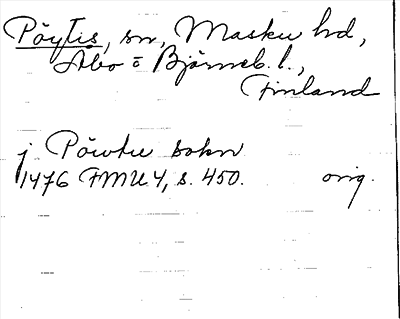 Pöytis, sn, Masku hd,
Åbo o Björneb. l.,
Finland
j Pöwtu sokn
1476 FMU 4, s. 450. orig.